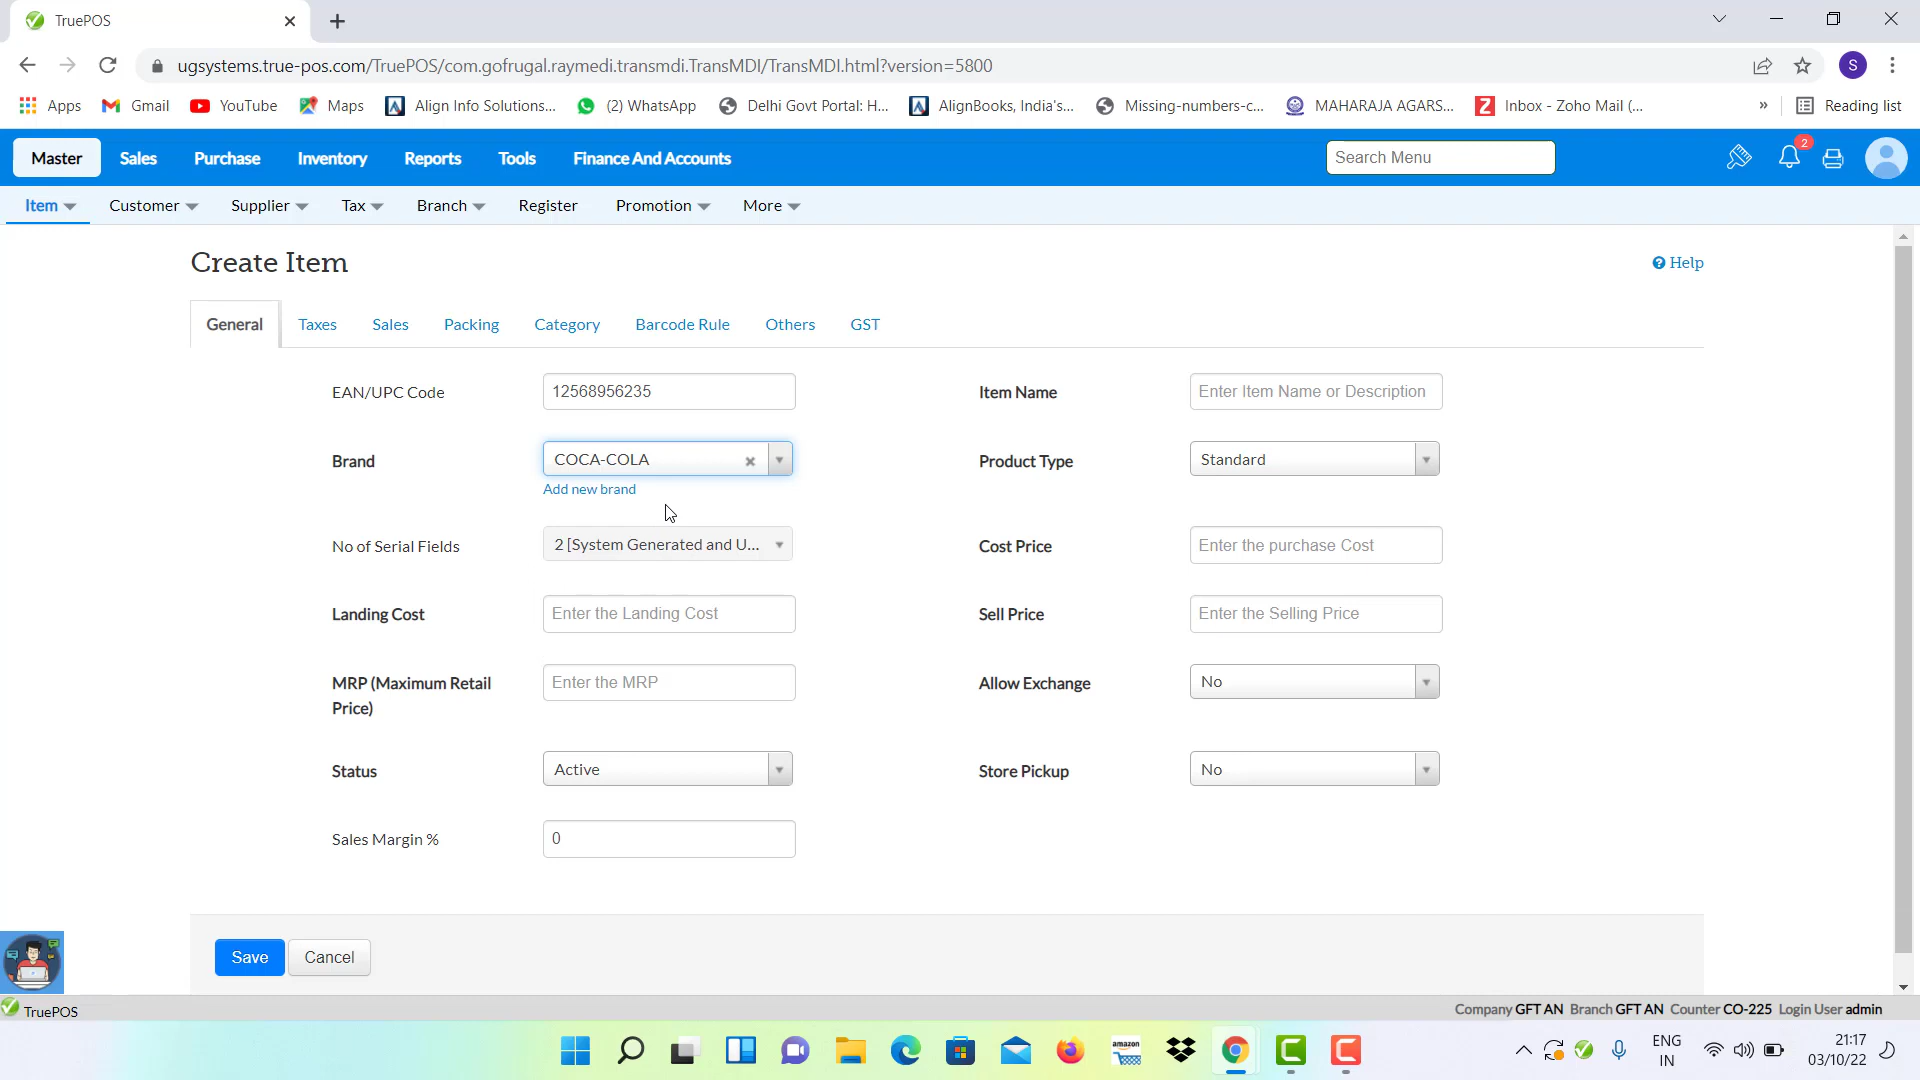 TruePOS
ugsystems.true-pos.com/TruePOS/com.gofrugal.raymedi.transmdi.TransMDI/TransMDI.html?version=5800
S
Apps Gmail YouTube Maps Align Info Solutions... (2) WhatsApp Delhi Govt Portal: H... AlignBooks, India's... Missing-numbers-c... MAHARAJA AGARS... Inbox - Zoho Mail (... » Reading list
Master Sales Purchase Inventory Reports Tools Finance And Accounts Search Menu 2
Item Customer Supplier Tax Branch Register Promotion More
Create Item Help
General Taxes Sales Packing Category Barcode Rule Others GST
EAN/UPC Code 12568956235 Item Name Enter Item Name or Description
Brand COCA-COLA Product Type Standard
Add new brand
No of Serial Fields 2 [System Generated and U... Cost Price Enter the purchase Cost
Landing Cost Enter the Landing Cost Sell Price Enter the Selling Price
MRP (Maximum Retail Price) Enter the MRP Allow Exchange No
Status Active Store Pickup No
Sales Margin % 0
Save Cancel
TruePOS Company GFT AN Branch GFT AN Counter CO-225 Login User admin
amazon
ENG
IN
21:17
03/10/22